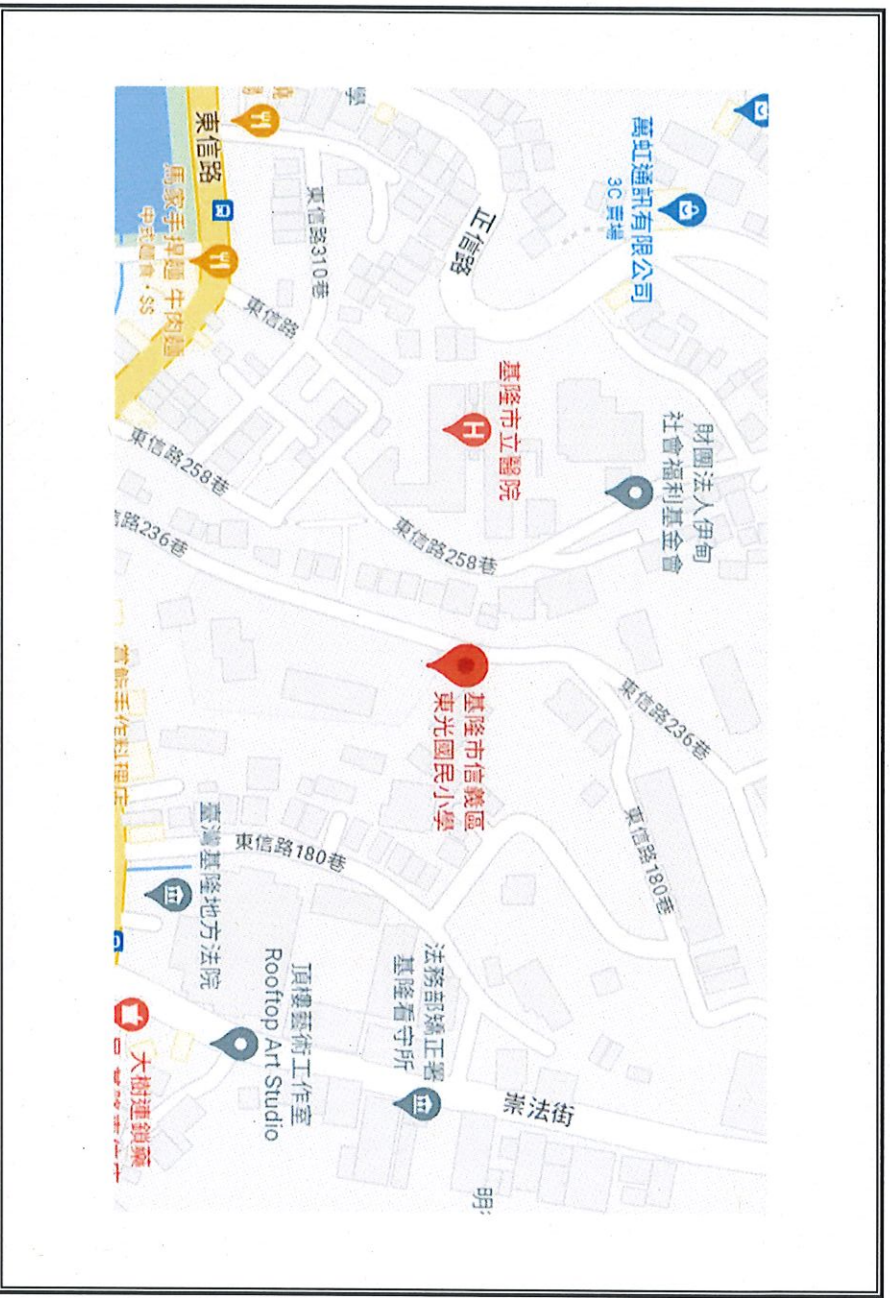 財團法人伊甸
社會福利基金會
萬虹通訊有限公司
3C 賣場
東信路236巷
東信路180巷
崇法街
基隆市立醫院
正信路
基隆市信義區
東光國民小學
明
東信路258巷
法務部矯正署
基隆看守所
學
東信路310巷
頂樓藝術工作室
Rooftop Art Studio
東信路
東信路180巷
東信路
臺灣基隆地方法院
馬家手捍麵 牛肉麵
中式麵食・$$
東信路258巷
信路236巷
大樹連鎖藥